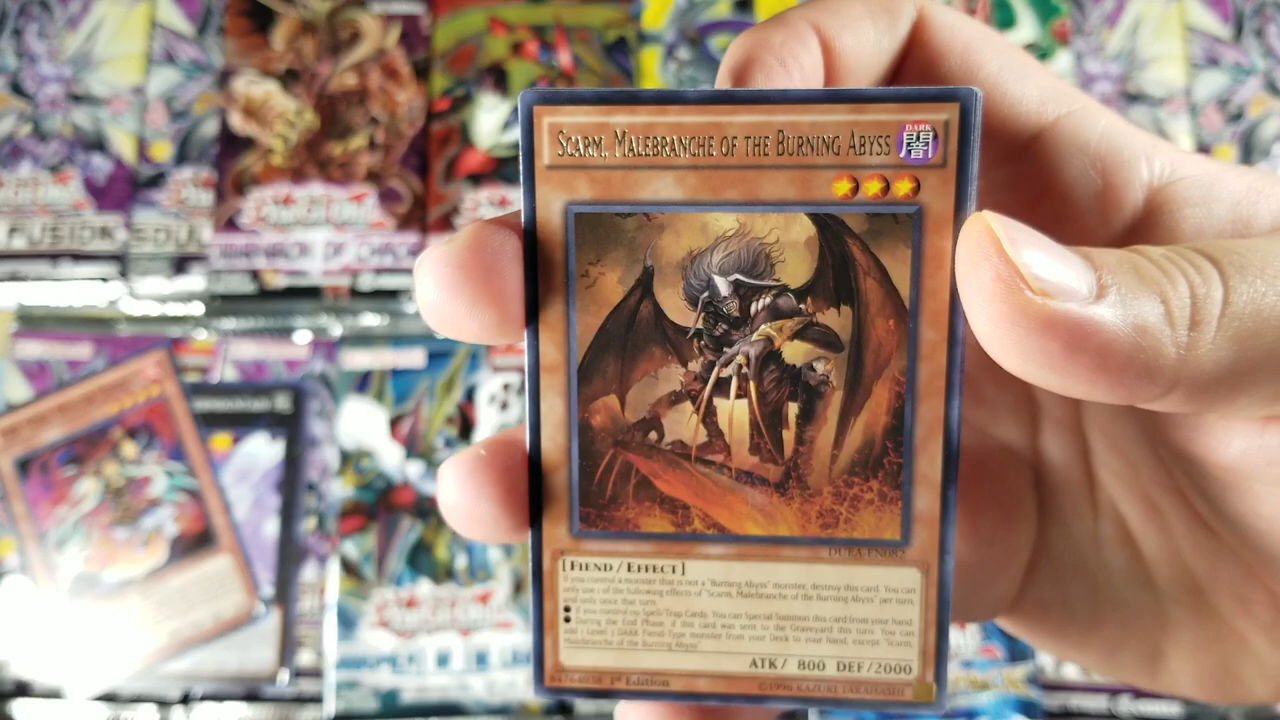 FUSION
SOUL
DIMENSION OF CHAOS
SCARM, MALEBRANCHE OF THE BURNING ABYSS
DARK
闇
DUEA-EN082
[FIEND/EFFECT]
If you control a monster that is not a "Burning Abyss" monster, destroy this card. You can
only use 1 of the following effects of "Scarm, Malebranche of the Burning Abyss" per turn,
and only once that turn.
● If you control no Spell/Trap Cards: You can Special Summon this card from your hand.
● During the End Phase, if this card was sent to the Graveyard this turn: You can
add 1 Level 3 DARK Fiend-Type monster from your Deck to your hand, except "Scarm,
Malebranche of the Burning Abyss".
ATK/ 800 DEF/2000
84764038
1st Edition
©1996 KAZUKI TAKAHASHI